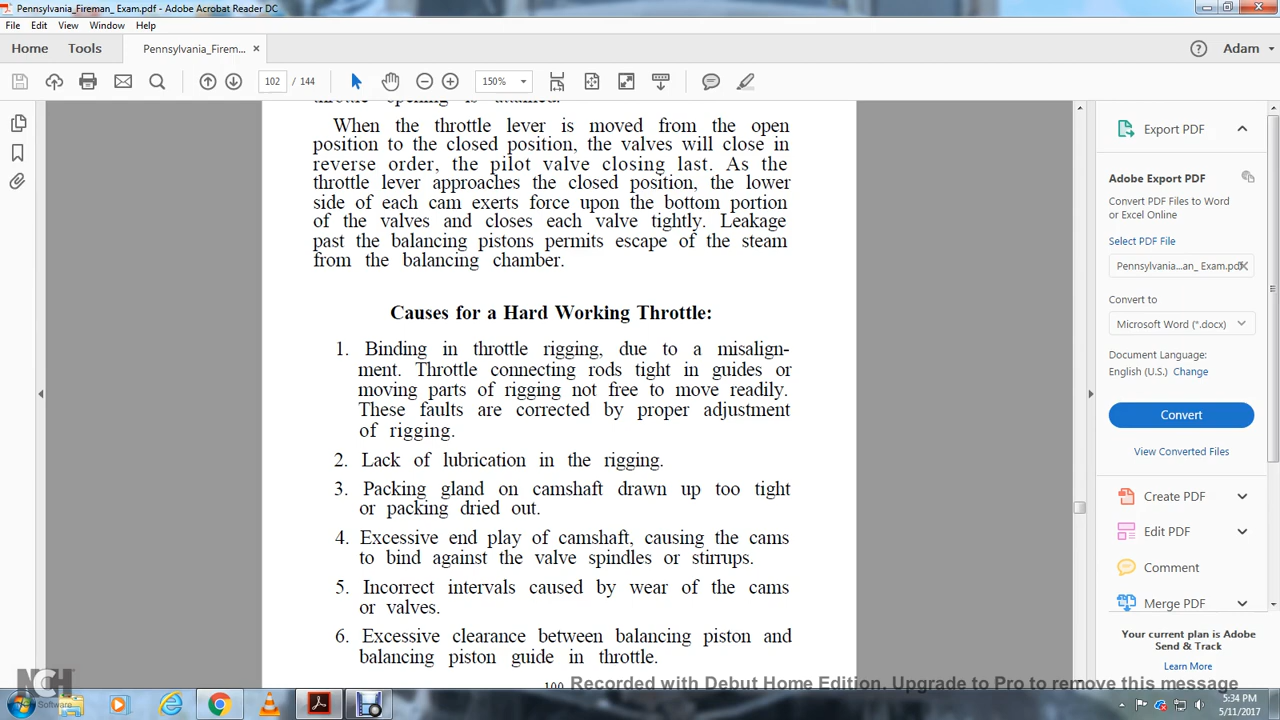 Pennsylvania_Fireman_ Exam.pdf - Adobe Acrobat Reader DC
File Edit View Window Help
Home Tools Pennsylvania_Firem... ×
Adam
102 / 144
150%
throttle opening is attained.
When the throttle lever is moved from the open
position to the closed position, the valves will close in
reverse order, the pilot valve closing last. As the
throttle lever approaches the closed position, the lower
side of each cam exerts force upon the bottom portion
of the valves and closes each valve tightly. Leakage
past the balancing pistons permits escape of the steam
from the balancing chamber.
Causes for a Hard Working Throttle:
1. Binding in throttle rigging, due to a misalign-
ment. Throttle connecting rods tight in guides or
moving parts of rigging not free to move readily.
These faults are corrected by proper adjustment
of rigging.
2. Lack of lubrication in the rigging.
3. Packing gland on camshaft drawn up too tight
or packing dried out.
4. Excessive end play of camshaft, causing the cams
to bind against the valve spindles or stirrups.
5. Incorrect intervals caused by wear of the cams
or valves.
6. Excessive clearance between balancing piston and
balancing piston guide in throttle.
Export PDF
Adobe Export PDF
Convert PDF Files to Word
or Excel Online
Select PDF File
Pennsylvania...an_ Exam.pdf
Convert to
Microsoft Word (*.docx)
Document Language:
English (U.S.) Change
Convert
View Converted Files
Create PDF
Edit PDF
Comment
Merge PDF
Your current plan is Adobe
Send & Track
Learn More
NCH
Software
Recorded with Debut Home Edition. Upgrade to Pro to remove this message
5:34 PM
5/11/2017